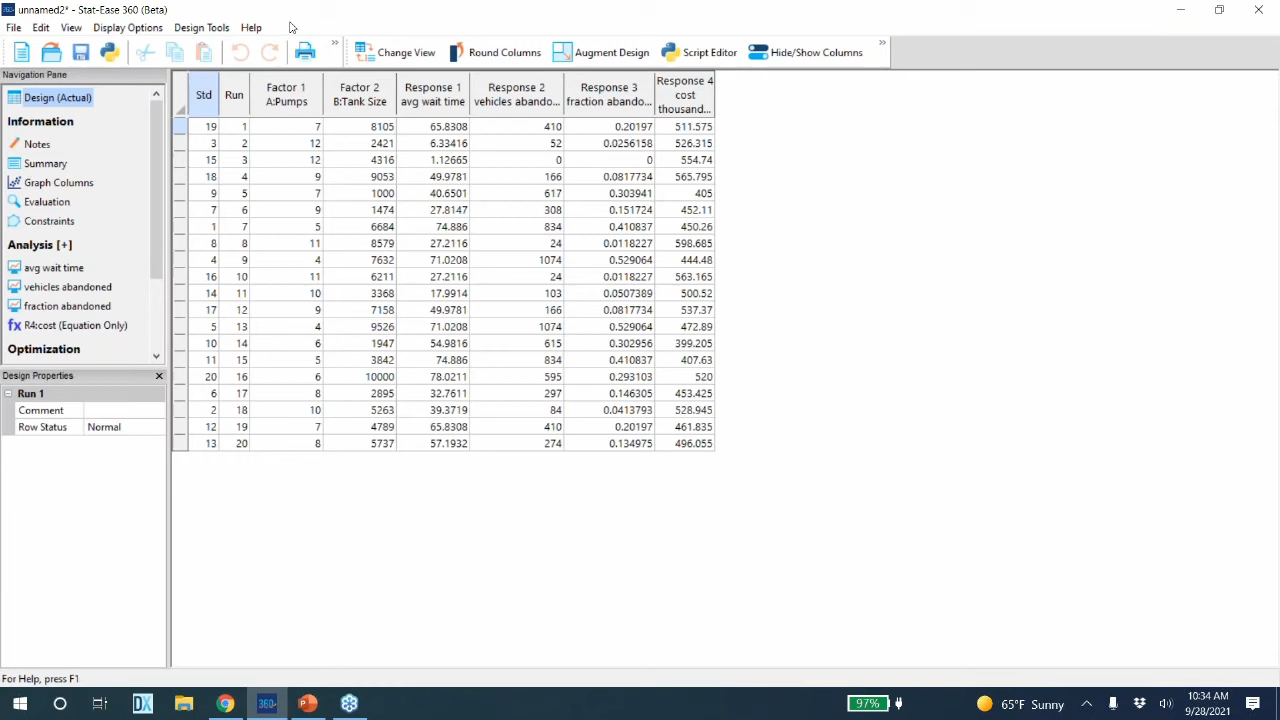 unnamed2* - Stat-Ease 360 (Beta)
File Edit View Display Options Design Tools Help
» Change View Round Columns Augment Design Script Editor Hide/Show Columns »
Navigation Pane
Design (Actual)
Information
Notes
Summary
Graph Columns
Evaluation
Constraints
Analysis [+]
avg wait time
vehicles abandoned
fraction abandoned
fx R4:cost (Equation Only)
Optimization
Design Properties
Run 1
Comment
Row Status Normal
Std Run Factor 1 A:Pumps Factor 2 B:Tank Size Response 1 avg wait time Response 2 vehicles abando... Response 3 fraction abando... Response 4 cost thousand...
19 1 7 8105 65.8308 410 0.20197 511.575
3 2 12 2421 6.33416 52 0.0256158 526.315
15 3 12 4316 1.12665 0 0 554.74
18 4 9 9053 49.9781 166 0.0817734 565.795
9 5 7 1000 40.6501 617 0.303941 405
7 6 9 1474 27.8147 308 0.151724 452.11
1 7 5 6684 74.886 834 0.410837 450.26
8 8 11 8579 27.2116 24 0.0118227 598.685
4 9 4 7632 71.0208 1074 0.529064 444.48
16 10 11 6211 27.2116 24 0.0118227 563.165
14 11 10 3368 17.9914 103 0.0507389 500.52
17 12 9 7158 49.9781 166 0.0817734 537.37
5 13 4 9526 71.0208 1074 0.529064 472.89
10 14 6 1947 54.9816 615 0.302956 399.205
11 15 5 3842 74.886 834 0.410837 407.63
20 16 6 10000 78.0211 595 0.293103 520
6 17 8 2895 32.7611 297 0.146305 453.425
2 18 10 5263 39.3719 84 0.0413793 528.945
12 19 7 4789 65.8308 410 0.20197 461.835
13 20 8 5737 57.1932 274 0.134975 496.055
For Help, press F1
DX 360 P 97% 65°F Sunny 10:34 AM
9/28/2021